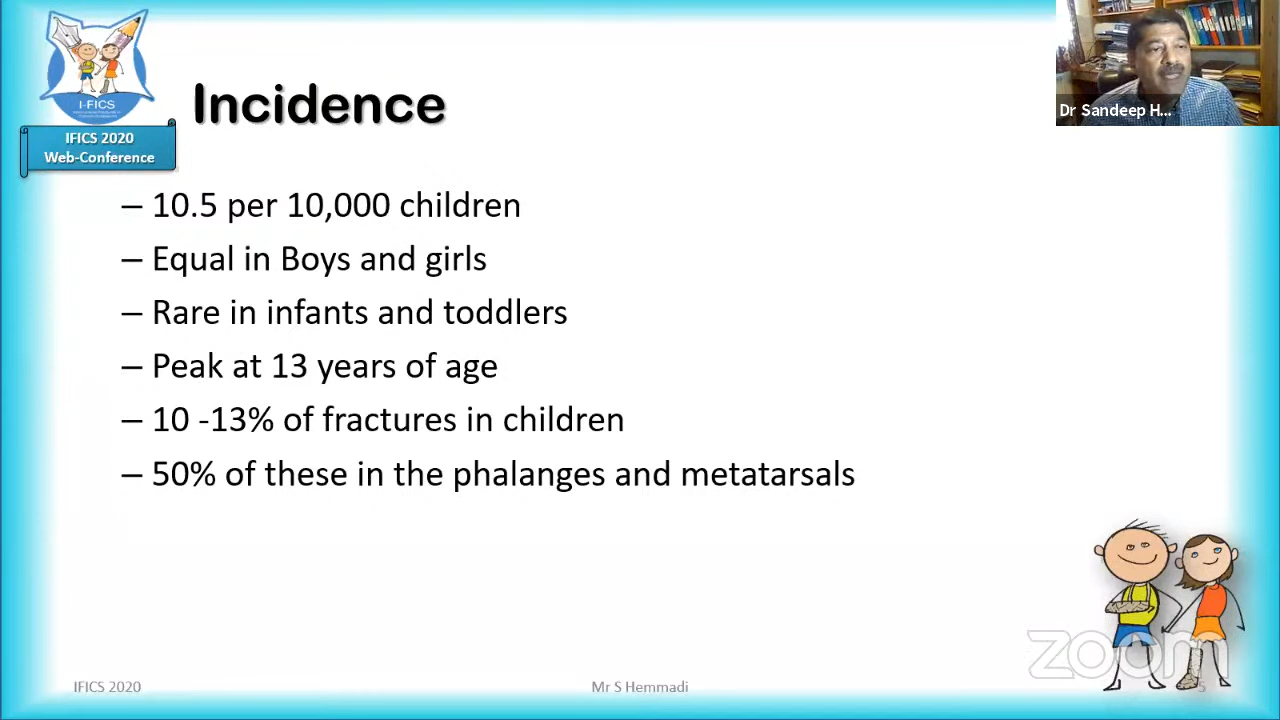 I-FICS
IFICS 2020
Web-Conference
Incidence
Dr Sandeep H...
– 10.5 per 10,000 children
– Equal in Boys and girls
– Rare in infants and toddlers
– Peak at 13 years of age
– 10 -13% of fractures in children
– 50% of these in the phalanges and metatarsals
zoom
IFICS 2020
Mr S Hemmadi
5